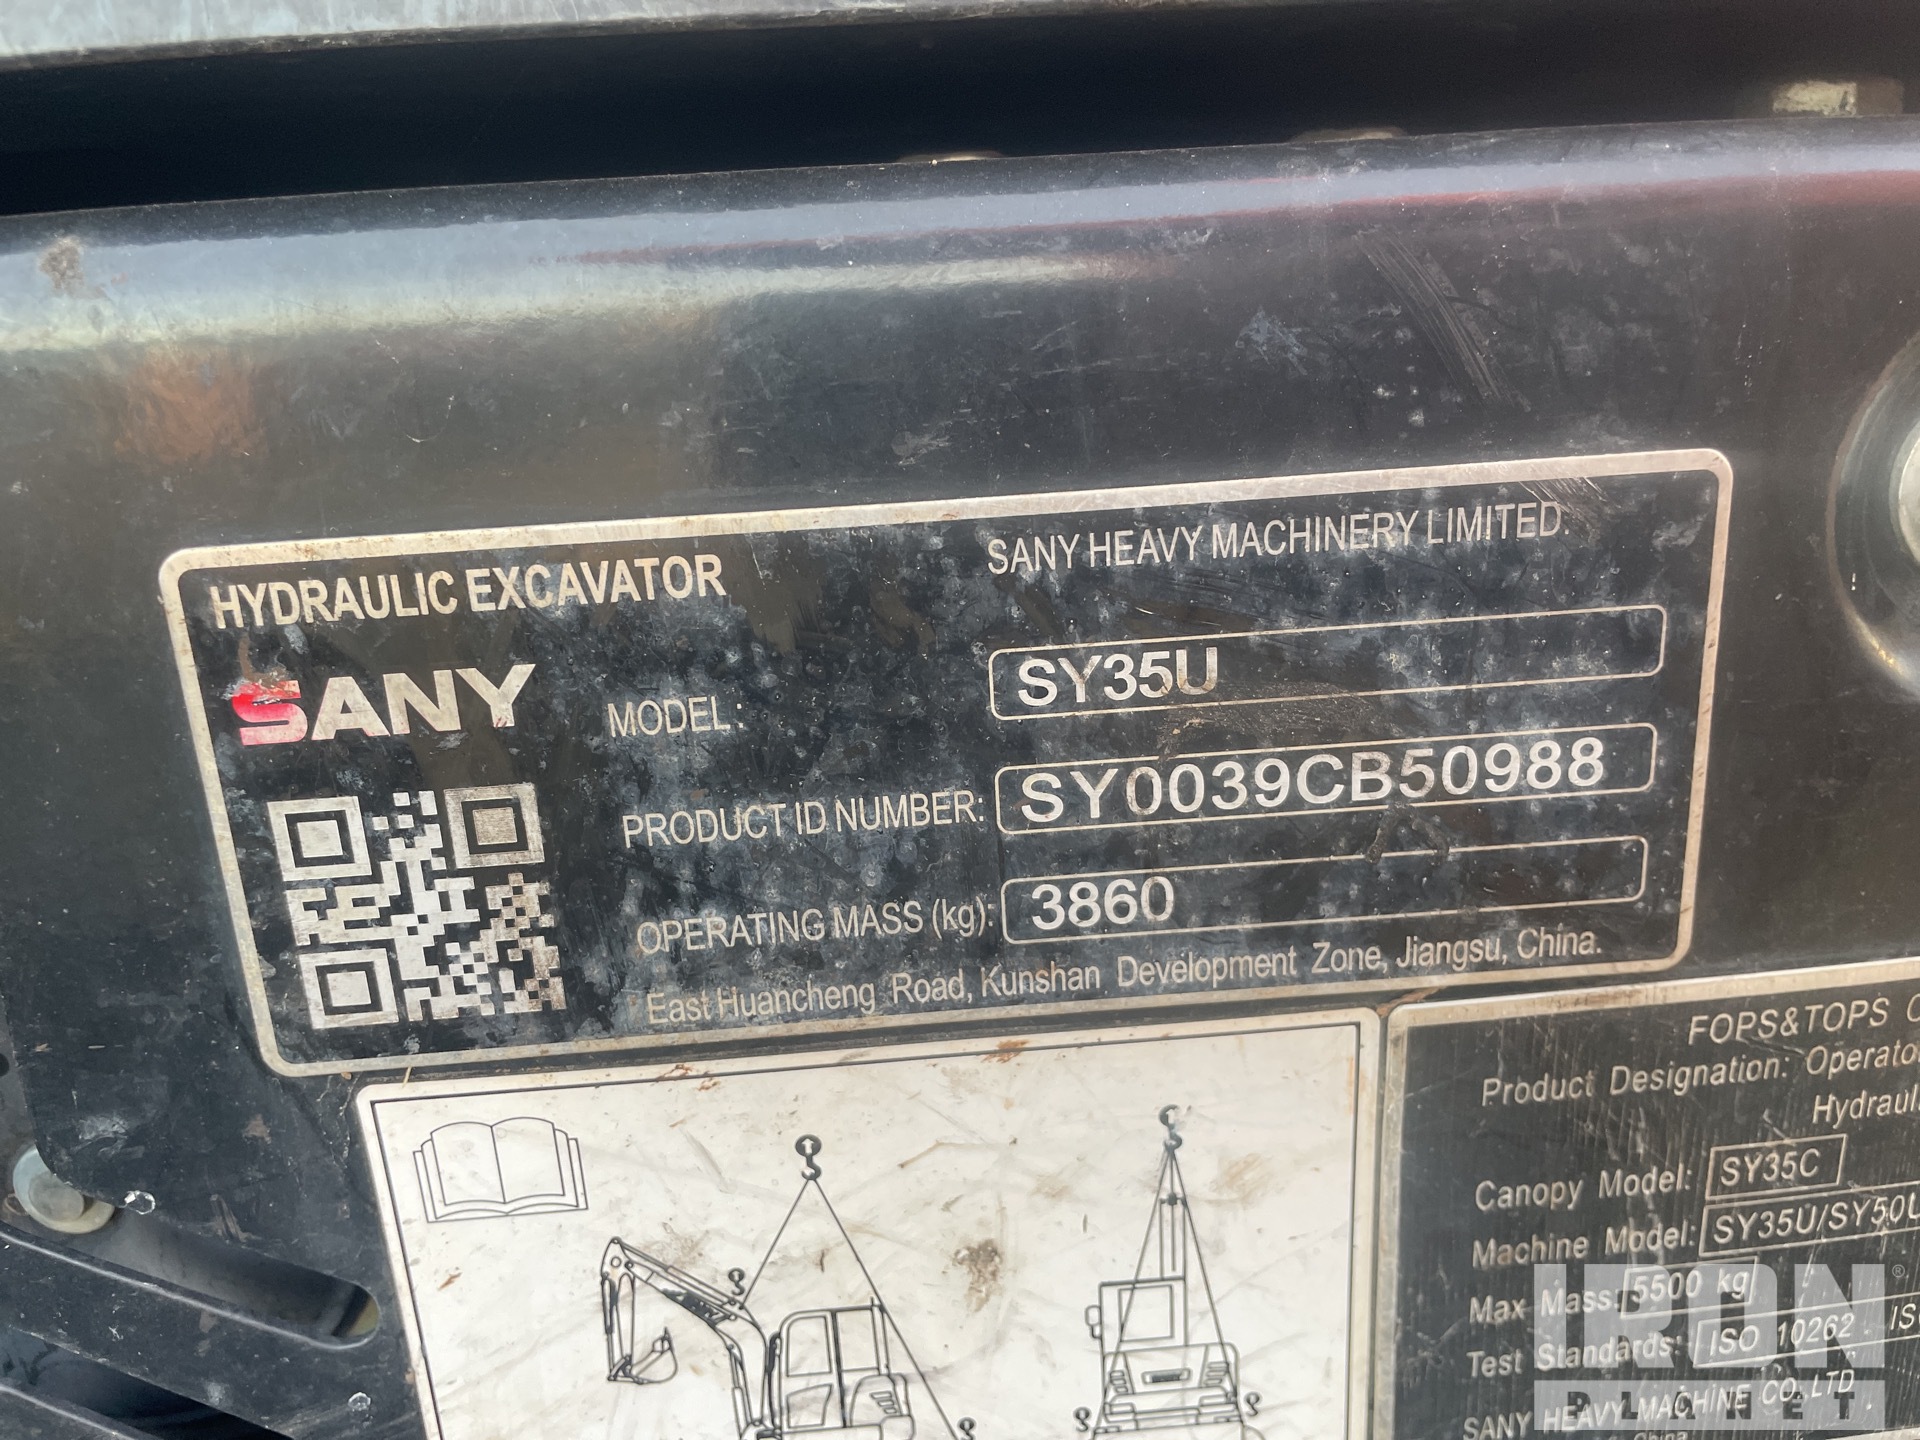 HYDRAULIC EXCAVATOR
SANY HEAVY MACHINERY LIMITED.
SANY
MODEL: SY35U
PRODUCT ID NUMBER: SY0039CB50988
OPERATING MASS (kg): 3860
East Huancheng Road, Kunshan Development Zone, Jiangsu, China.
FOPS&TOPS
Product Designation:
Canopy Model: SY35C
Machine Model: SY35U/SY50U
Max Mass: 5500 kg
Test Standards: ISO 10262
SANY HEAVY MACHINE CO.,LTD
China
IRON
PLANET
®